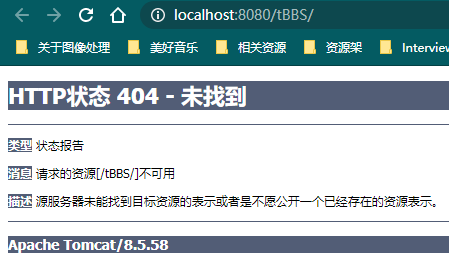 localhost:8080/tBBS/
关于图像处理 美好音乐 相关资源 资源架 Interview
HTTP状态 404 - 未找到
类型 状态报告
消息 请求的资源[/tBBS/]不可用
描述 源服务器未能找到目标资源的表示或者是不愿公开一个已经存在的资源表示。
Apache Tomcat/8.5.58